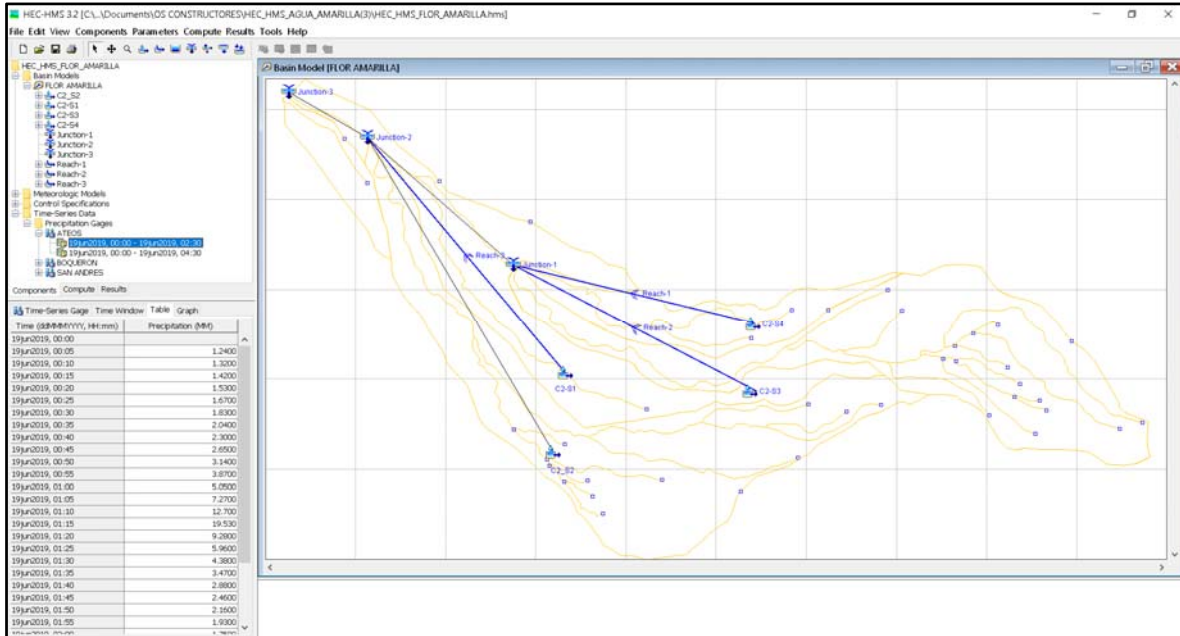 HEC-HMS 3.2 [C:\...\Documents\OS CONSTRUCTORES\HEC_HMS_AGUA_AMARILLA(3)\HEC_HMS_FLOR_AMARILLA.hms]
File Edit View Components Parameters Compute Results Tools Help
HEC_HMS_FLOR_AMARILLA
Basin Models
FLOR AMARILLA
C2_S2
C2-S1
C2-S3
C2-S4
Junction-1
Junction-2
Junction-3
Reach-1
Reach-2
Reach-3
Meteorologic Models
Control Specifications
Time-Series Data
Precipitation Gages
ATEOS
19jun2019, 00:00 - 19jun2019, 02:30
19jun2019, 00:00 - 19jun2019, 04:30
BOQUERON
SAN ANDRES
Components Compute Results
Time-Series Gage Time Window Table Graph
Time (ddMMMYYYY, HH:mm) Precipitation (MM)
19jun2019, 00:00
19jun2019, 00:05 1.2400
19jun2019, 00:10 1.3200
19jun2019, 00:15 1.4200
19jun2019, 00:20 1.5300
19jun2019, 00:25 1.6700
19jun2019, 00:30 1.8300
19jun2019, 00:35 2.0400
19jun2019, 00:40 2.3000
19jun2019, 00:45 2.6500
19jun2019, 00:50 3.1400
19jun2019, 00:55 3.8700
19jun2019, 01:00 5.0500
19jun2019, 01:05 7.2700
19jun2019, 01:10 12.700
19jun2019, 01:15 19.530
19jun2019, 01:20 9.2800
19jun2019, 01:25 5.9600
19jun2019, 01:30 4.3800
19jun2019, 01:35 3.4700
19jun2019, 01:40 2.8800
19jun2019, 01:45 2.4600
19jun2019, 01:50 2.1600
19jun2019, 01:55 1.9300
Basin Model [FLOR AMARILLA]
Junction-3
Junction-2
Reach-3
Junction-1
Reach-1
Reach-2
C2-S4
C2-S1
C2-S3
C2_S2